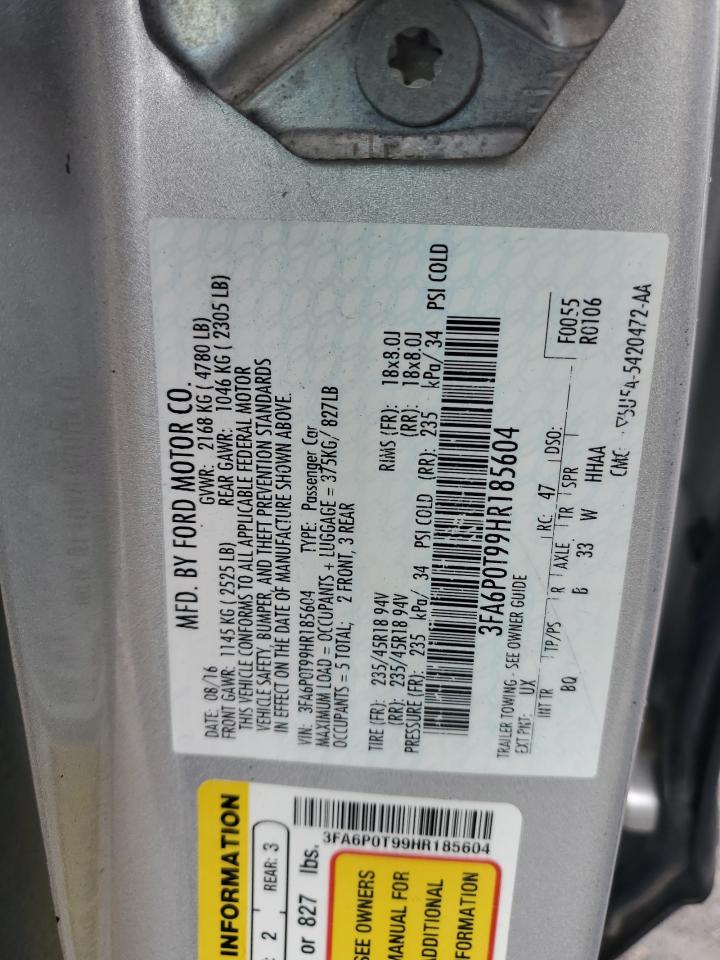 MFD. BY FORD MOTOR CO.
DATE: 08/16 GVWR: 2168 KG ( 4780 LB)
FRONT GAWR: 1145 KG ( 2525 LB) REAR GAWR: 1046 KG ( 2305 LB)
THIS VEHICLE CONFORMS TO ALL APPLICABLE FEDERAL MOTOR
VEHICLE SAFETY, BUMPER, AND THEFT PREVENTION STANDARDS
IN EFFECT ON THE DATE OF MANUFACTURE SHOWN ABOVE.
VIN: 3FA6P0T99HR185604 TYPE: Passenger Car
MAXIMUM LOAD = OCCUPANTS + LUGGAGE = 375KG/ 827LB
OCCUPANTS = 5 TOTAL; 2 FRONT, 3 REAR
TIRE (FR): 235/45R18 94V RIMS (FR): 18x8.0J
(RR): 235/45R18 94V (RR): 18x8.0J
PRESSURE (FR): 235 kPa/ 34 PSI COLD (RR): 235 kPa/ 34 PSI COLD
3FA6P0T99HR185604
TRAILER TOWING - SEE OWNER GUIDE
EXT PNT: UX RC: 47 DSO:
F0055
INT TR TP/PS R AXLE TR SPR R0106
BQ B 33 W HHAA
5420472-AA
INFORMATION
2 REAR: 3
or 827 lbs.
3FA6P0T99HR185604
SEE OWNERS
MANUAL FOR
ADDITIONAL
INFORMATION